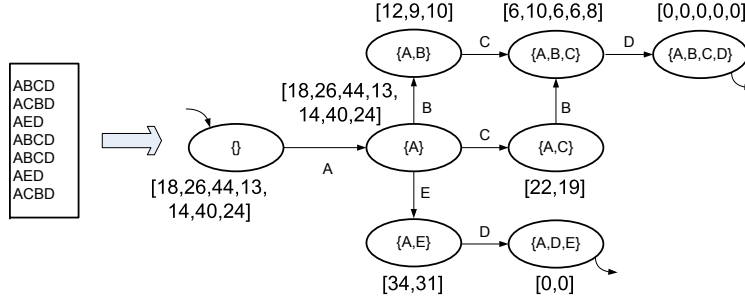 [12,9,10]
[6,10,6,6,8]
[0,0,0,0,0]
{A,B}
C
{A,B,C}
D
{A,B,C,D}
ABCD
ACBD
AED
ABCD
ABCD
AED
ACBD
[18,26,44,13,
14,40,24]
B
B
{}
A
{A}
C
{A,C}
[18,26,44,13,
14,40,24]
E
[22,19]
{A,E}
D
{A,D,E}
[34,31]
[0,0]